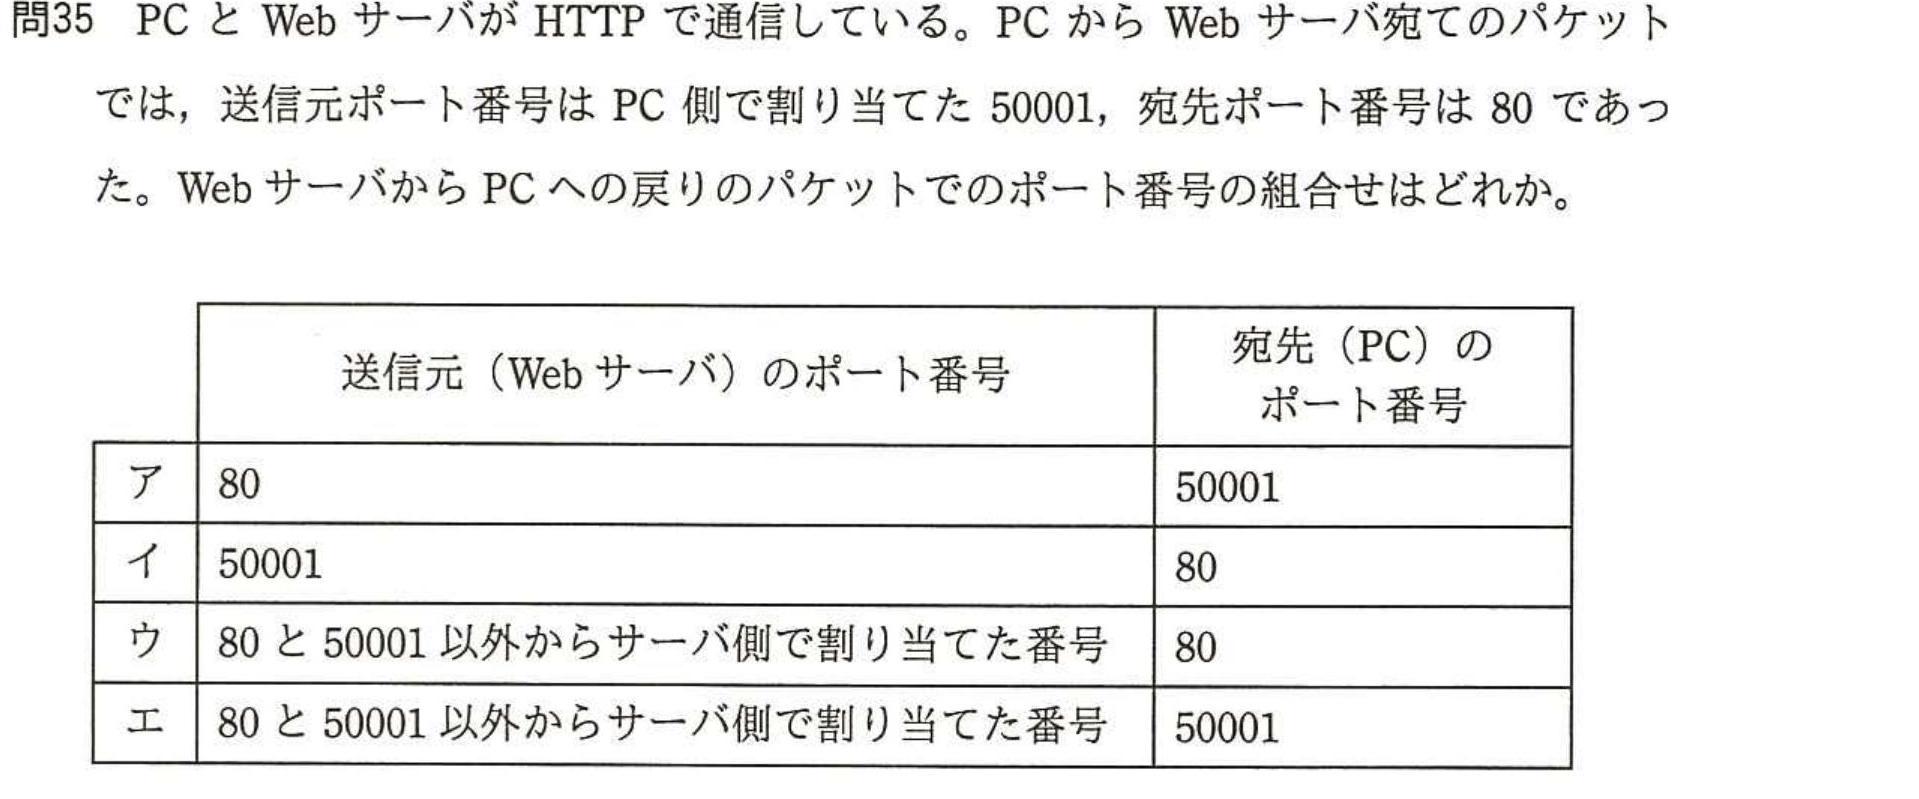 問35 PC と Web サーバが HTTP で通信している。PC から Web サーバ宛てのパケット
では，送信元ポート番号は PC 側で割り当てた 50001，宛先ポート番号は 80 であっ
た。Web サーバから PC への戻りのパケットでのポート番号の組合せはどれか。
送信元（Web サーバ）のポート番号 宛先（PC）の
ポート番号
ア 80 50001
イ 50001 80
ウ 80 と 50001 以外からサーバ側で割り当てた番号 80
エ 80 と 50001 以外からサーバ側で割り当てた番号 50001